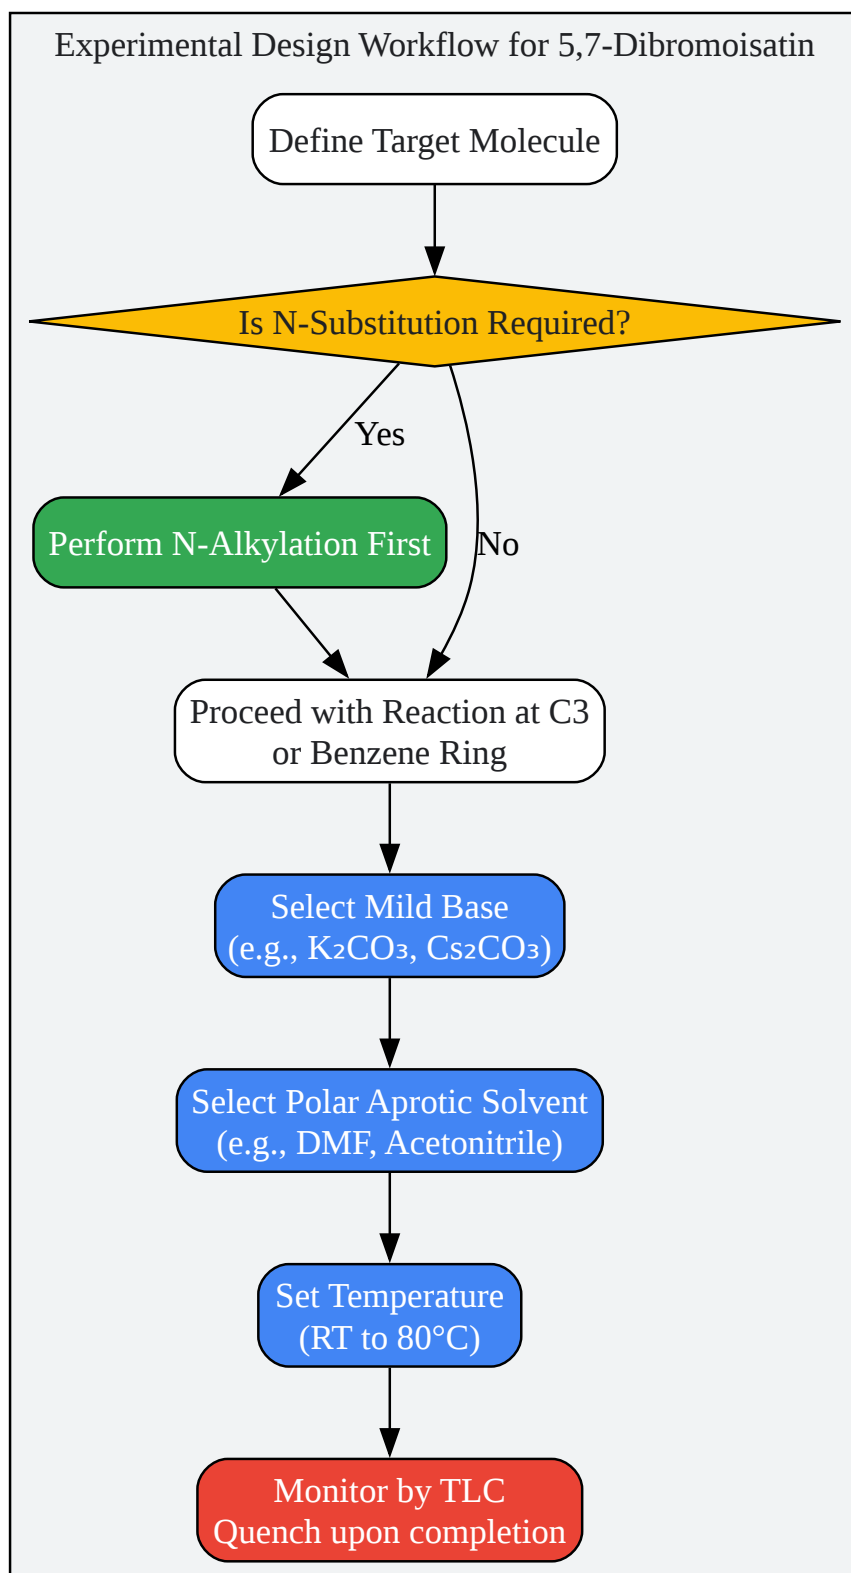 Experimental Design Workflow for 5,7-Dibromoisatin
Define Target Molecule
Is N-Substitution Required?
Yes
Perform N-Alkylation First
No
Proceed with Reaction at C3
or Benzene Ring
Select Mild Base
(e.g., K₂CO₃, Cs₂CO₃)
Select Polar Aprotic Solvent
(e.g., DMF, Acetonitrile)
Set Temperature
(RT to 80°C)
Monitor by TLC
Quench upon completion